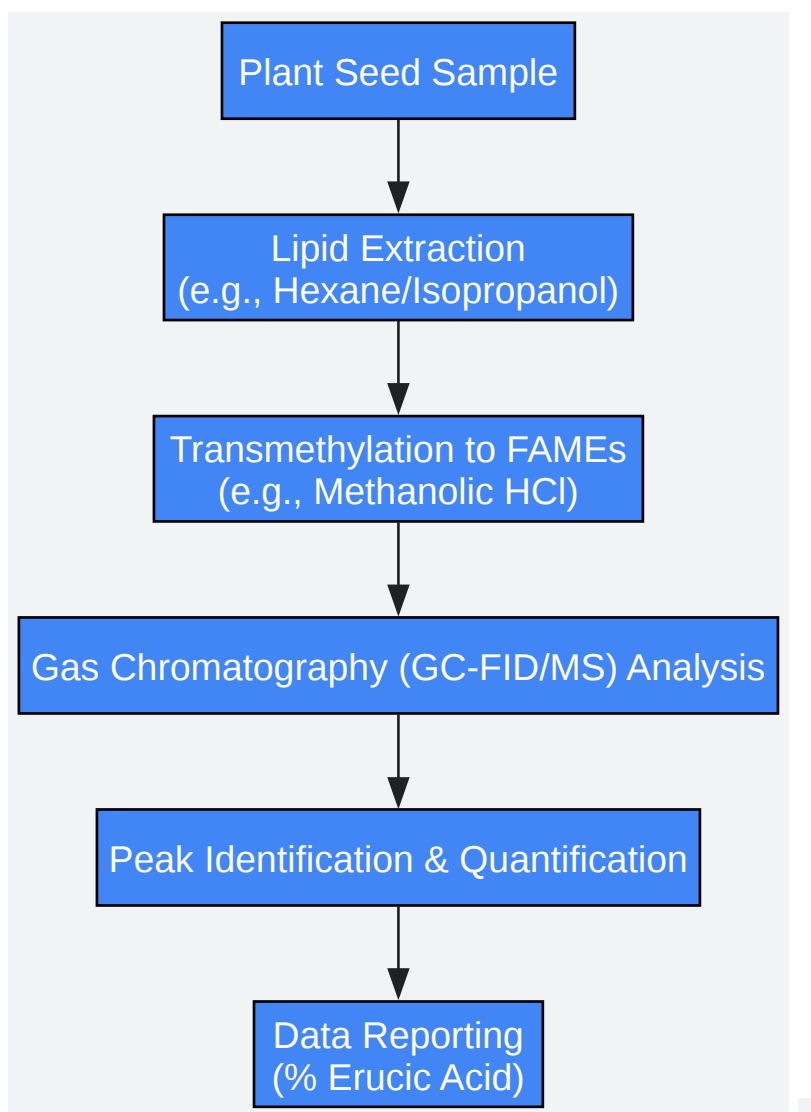 Plant Seed Sample
Lipid Extraction
(e.g., Hexane/Isopropanol)
Transmethylation to FAMEs
(e.g., Methanolic HCl)
Gas Chromatography (GC-FID/MS) Analysis
Peak Identification & Quantification
Data Reporting
(% Erucic Acid)